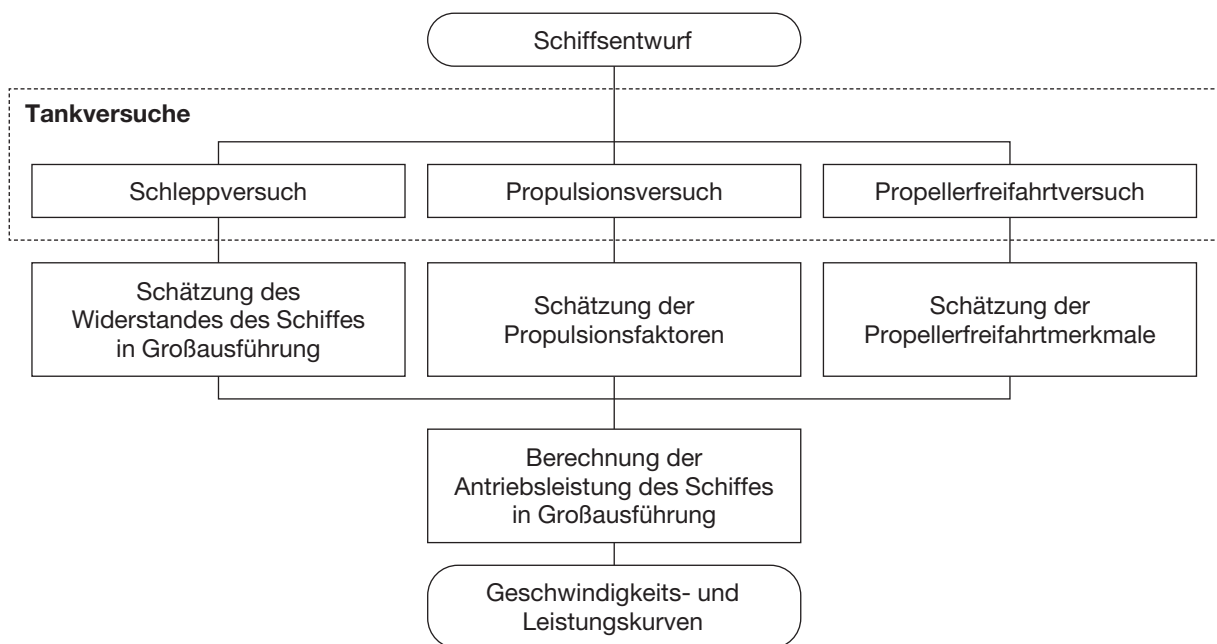 Schiffsentwurf
Tankversuche
Schleppversuch
Propulsionsversuch
Propellerfreifahrtversuch
Schätzung des
Widerstandes des Schiffes
in Großausführung
Schätzung der
Propulsionsfaktoren
Schätzung der
Propellerfreifahrtmerkmale
Berechnung der
Antriebsleistung des Schiffes
in Großausführung
Geschwindigkeits- und
Leistungskurven